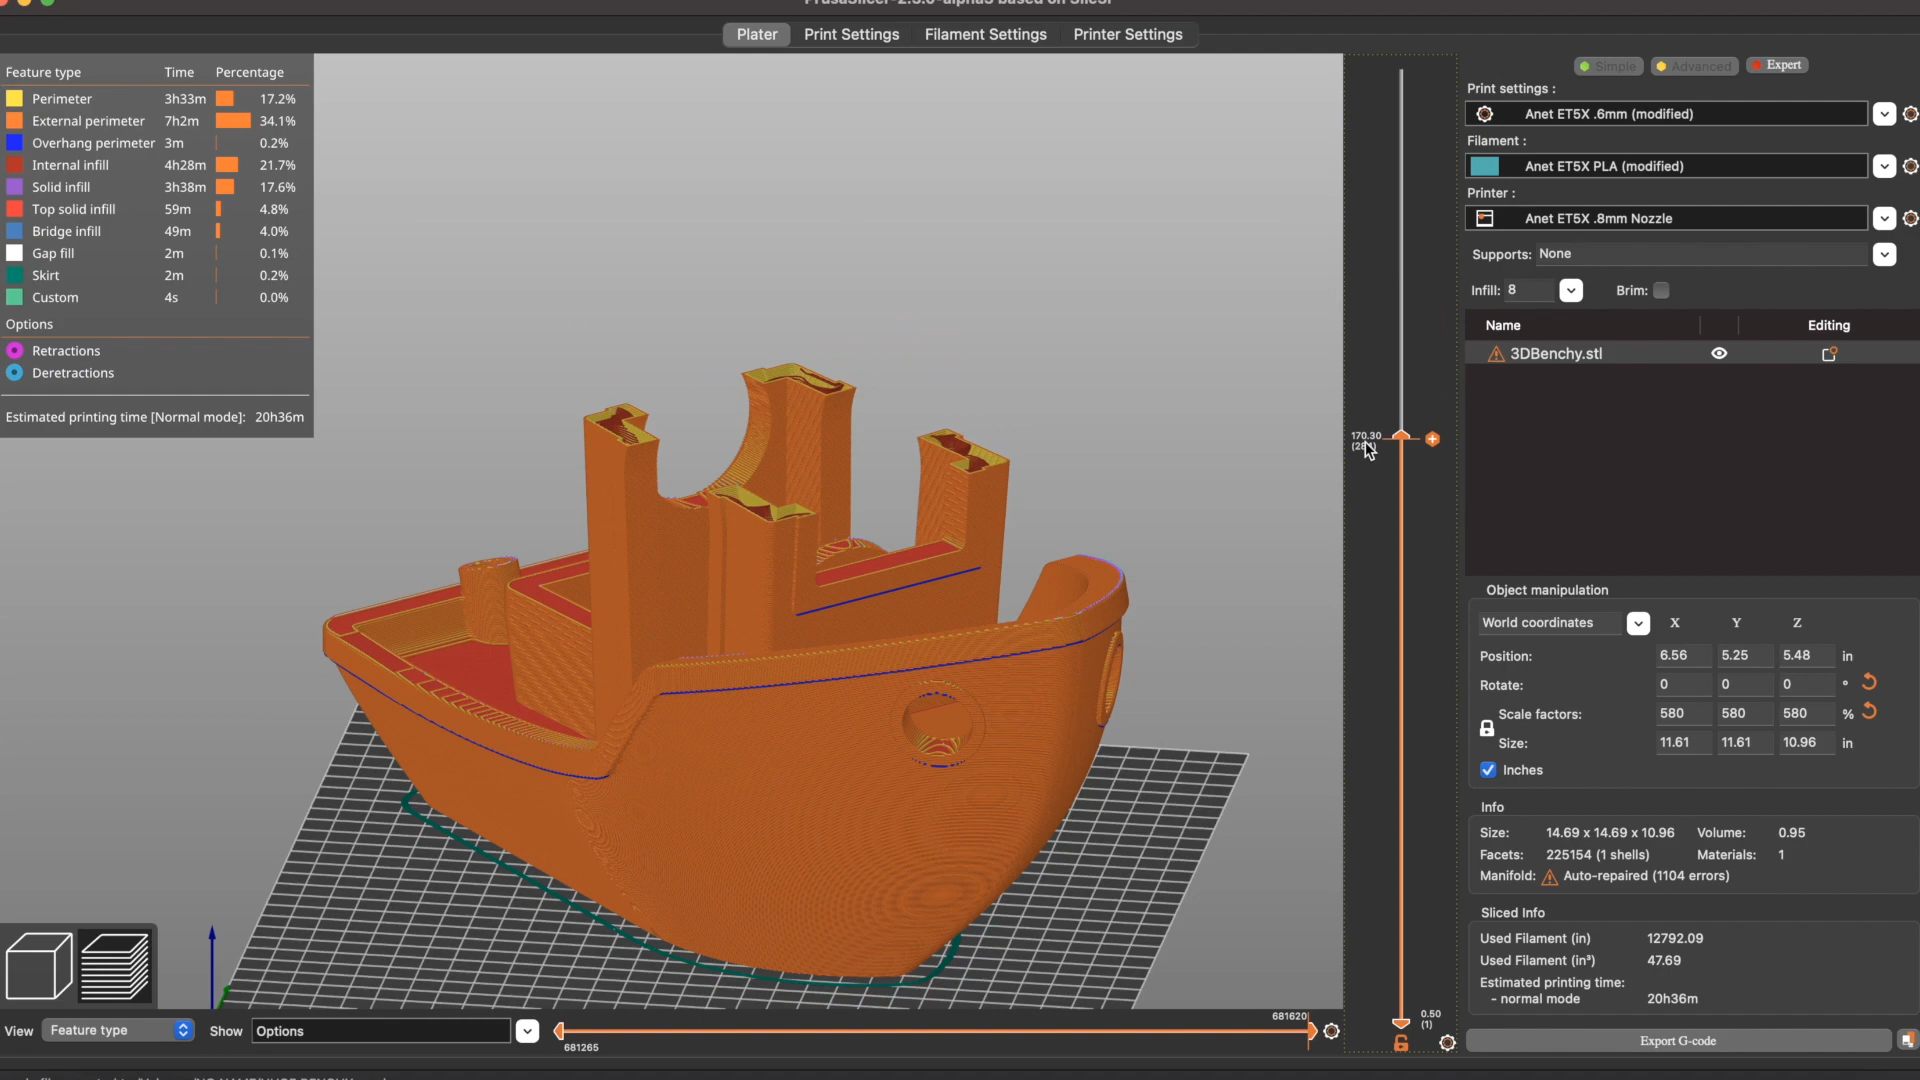 Plater Print Settings Filament Settings Printer Settings
Feature type Time Percentage
Perimeter 3h33m 17.2%
External perimeter 7h2m 34.1%
Overhang perimeter 3m 0.2%
Internal infill 4h28m 21.7%
Solid infill 3h38m 17.6%
Top solid infill 59m 4.8%
Bridge infill 49m 4.0%
Gap fill 2m 0.1%
Skirt 2m 0.2%
Custom 4s 0.0%
Options
Retractions
Deretractions
Estimated printing time [Normal mode]: 20h36m
170.30
0.50
(1)
Simple Advanced Expert
Print settings :
Anet ET5X .6mm (modified)
Filament :
Anet ET5X PLA (modified)
Printer :
Anet ET5X .8mm Nozzle
Supports: None
Infill: 8 Brim:
Name Editing
3DBenchy.stl
Object manipulation
World coordinates X Y Z
Position: 6.56 5.25 5.48 in
Rotate: 0 0 0 °
Scale factors: 580 580 580 %
Size: 11.61 11.61 10.96 in
Inches
Info
Size: 14.69 x 14.69 x 10.96 Volume: 0.95
Facets: 225154 (1 shells) Materials: 1
Manifold: Auto-repaired (1104 errors)
Sliced Info
Used Filament (in) 12792.09
Used Filament (in³) 47.69
Estimated printing time:
- normal mode 20h36m
Export G-code
View Feature type Show Options
681620
681265